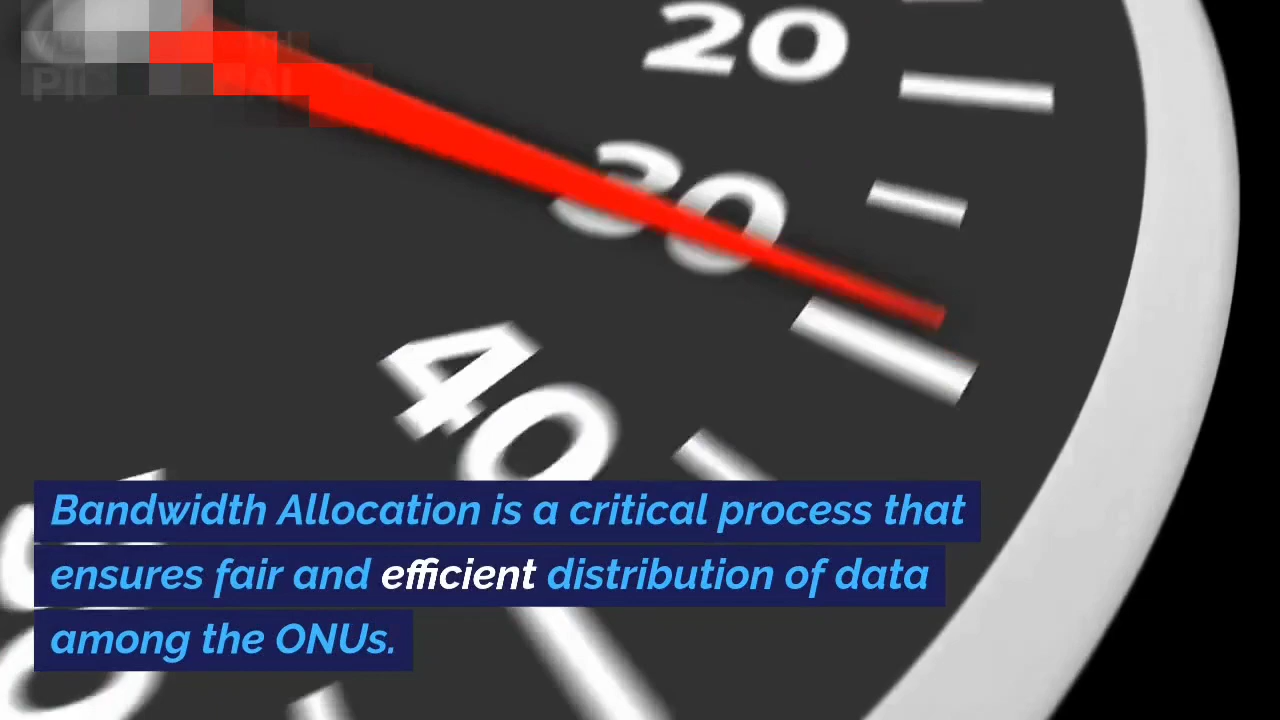 20
30
40
Bandwidth Allocation is a critical process that
ensures fair and efficient distribution of data
among the ONUs.